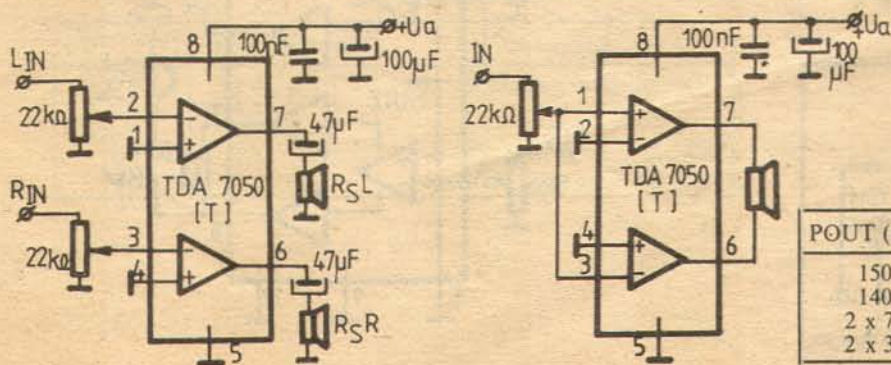 8
100nF
+Ua
100µF
LIN
22kΩ
2
1
7
47µF
RSL
TDA 7050
[T]
RIN
22kΩ
3
4
6
47µF
RSR
5
8
100nF
+Ua
100
µF
IN
22kΩ
1
2
7
TDA 7050
[T]
4
3
6
5
POUT (
150
140
2 x 7
2 x 3